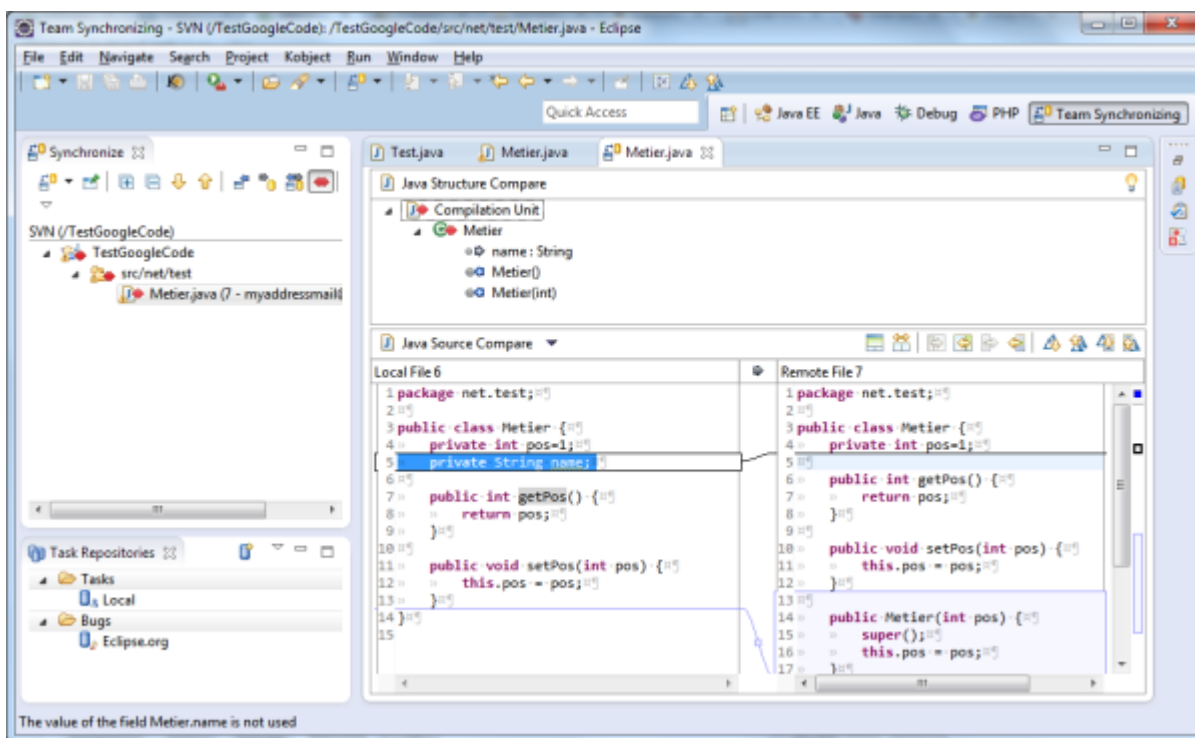 Team Synchronizing - SVN (/TestGoogleCode): /TestGoogleCode/src/net/test/Metier.java - Eclipse
File Edit Navigate Search Project Kobject Run Window Help
Quick Access
Java EE Java Debug PHP Team Synchronizing
Synchronize
SVN (/TestGoogleCode)
TestGoogleCode
src/net/test
Metier.java (7 - myaddressmail
Task Repositories
Tasks
Local
Bugs
Eclipse.org
Test.java Metier.java Metier.java
Java Structure Compare
Compilation Unit
Metier
name : String
Metier()
Metier(int)
Java Source Compare
Local File 6
1 package net.test;
2
3 public class Metier {
4 private int pos=1;
5 private String name;
6
7 public int getPos() {
8 return pos;
9 }
10
11 public void setPos(int pos) {
12 this.pos = pos;
13 }
14 }
15
Remote File 7
1 package net.test;
2
3 public class Metier {
4 private int pos=1;
5
6 public int getPos() {
7 return pos;
8 }
9
10 public void setPos(int pos) {
11 this.pos = pos;
12 }
13
14 public Metier(int pos) {
15 super();
16 this.pos = pos;
17 }
The value of the field Metier.name is not used